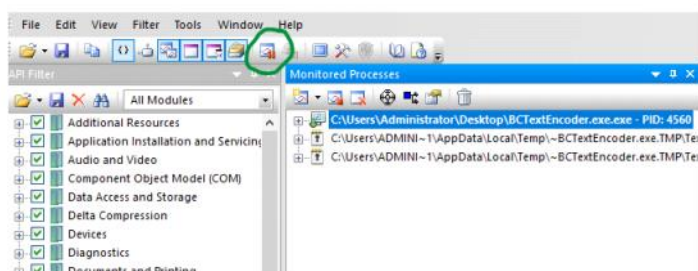 File Edit View Filter Tools Window Help
API Filter
All Modules
Additional Resources
Application Installation and Servicing
Audio and Video
Component Object Model (COM)
Data Access and Storage
Delta Compression
Devices
Diagnostics
Documents and Printing
Monitored Processes
C:\Users\Administrator\Desktop\BCTextEncoder.exe.exe - PID: 4560
C:\Users\ADMINI~1\AppData\Local\Temp\~BCTextEncoder.exe.TMP\Te
C:\Users\ADMINI~1\AppData\Local\Temp\~BCTextEncoder.exe.TMP\Te